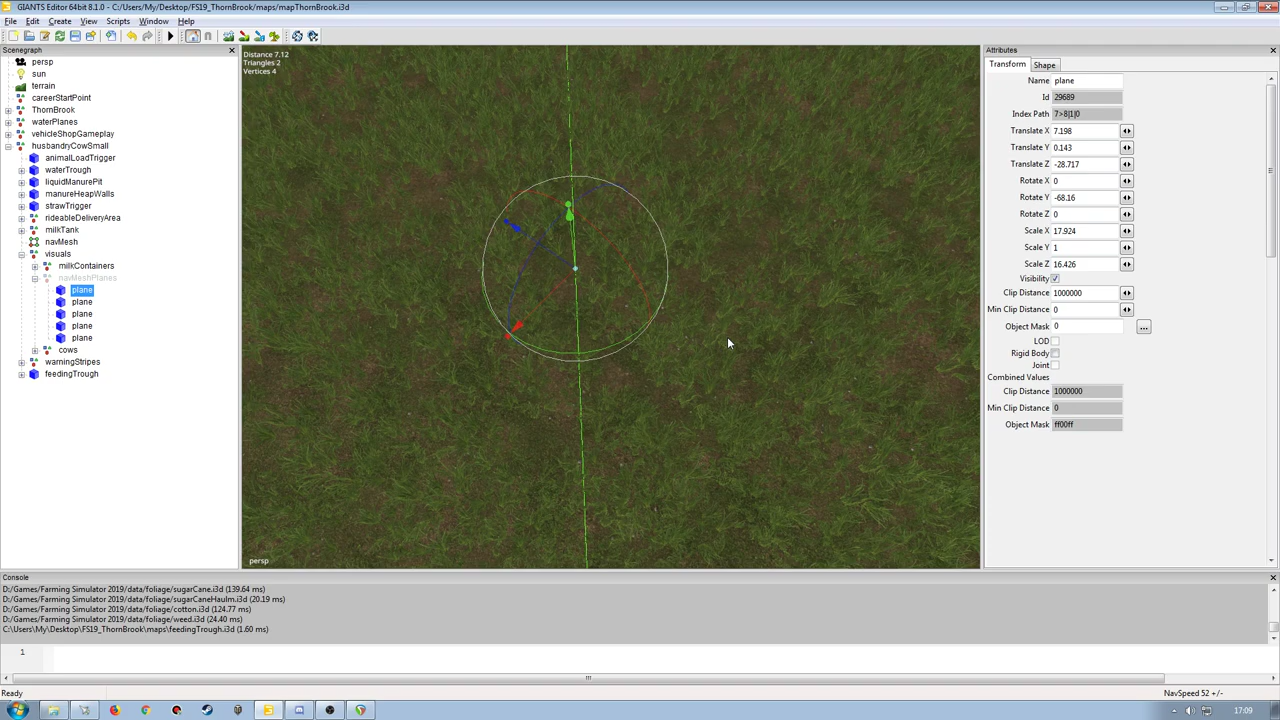 GIANTS Editor 64bit 8.1.0 - C:/Users/My/Desktop/FS19_ThornBrook/maps/mapThornBrook.i3d
File Edit Create View Scripts Window Help
Scenegraph
persp
sun
terrain
careerStartPoint
ThornBrook
waterPlanes
vehicleShopGameplay
husbandryCowSmall
animalLoadTrigger
waterTrough
liquidManurePit
manureHeapWalls
strawTrigger
rideableDeliveryArea
milkTank
navMesh
visuals
milkContainers
navMeshPlanes
plane
plane
plane
plane
plane
cows
warningStripes
feedingTrough
Distance 7.12
Triangles 2
Vertices 4
persp
Attributes
Transform Shape
Name plane
Id 29689
Index Path 7>8|1|0
Translate X 7.198
Translate Y 0.143
Translate Z -28.717
Rotate X 0
Rotate Y -68.16
Rotate Z 0
Scale X 17.924
Scale Y 1
Scale Z 16.426
Visibility
Clip Distance 1000000
Min Clip Distance 0
Object Mask 0 ...
LOD
Rigid Body
Joint
Combined Values
Clip Distance 1000000
Min Clip Distance 0
Object Mask ff00ff
Console
D:/Games/Farming Simulator 2019/data/foliage/sugarCane.i3d (139.64 ms)
D:/Games/Farming Simulator 2019/data/foliage/sugarCaneHaulm.i3d (20.19 ms)
D:/Games/Farming Simulator 2019/data/foliage/cotton.i3d (124.77 ms)
D:/Games/Farming Simulator 2019/data/foliage/weed.i3d (24.40 ms)
C:\Users\My\Desktop\FS19_ThornBrook\maps\feedingTrough.i3d (1.60 ms)
1
Ready
NavSpeed 52 +/-
17:09